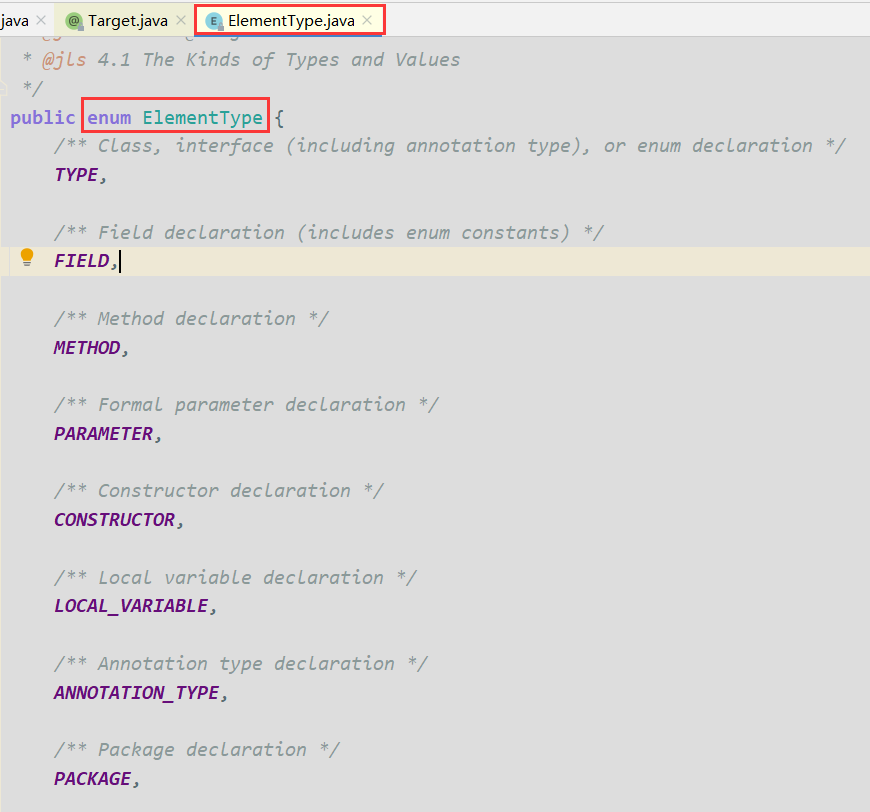 java Target.java ElementType.java
* @jls 4.1 The Kinds of Types and Values
*/
public enum ElementType {
/** Class, interface (including annotation type), or enum declaration */
TYPE,
/** Field declaration (includes enum constants) */
FIELD,
/** Method declaration */
METHOD,
/** Formal parameter declaration */
PARAMETER,
/** Constructor declaration */
CONSTRUCTOR,
/** Local variable declaration */
LOCAL_VARIABLE,
/** Annotation type declaration */
ANNOTATION_TYPE,
/** Package declaration */
PACKAGE,